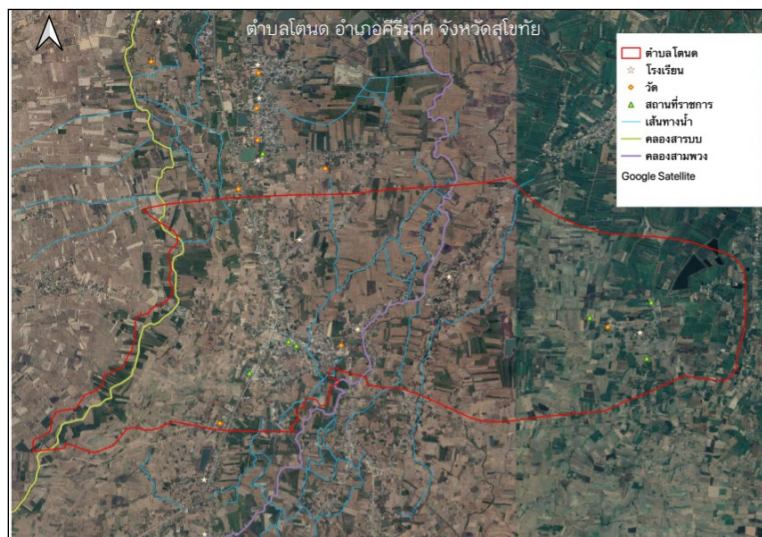 ตำบลโตนด อำเภอคีรีมาศ จังหวัดสุโขทัย
ตำบลโตนด
โรงเรียน
วัด
สถานที่ราชการ
เส้นทางน้ำ
คลองสารบบ
คลองสามพวง
Google Satellite